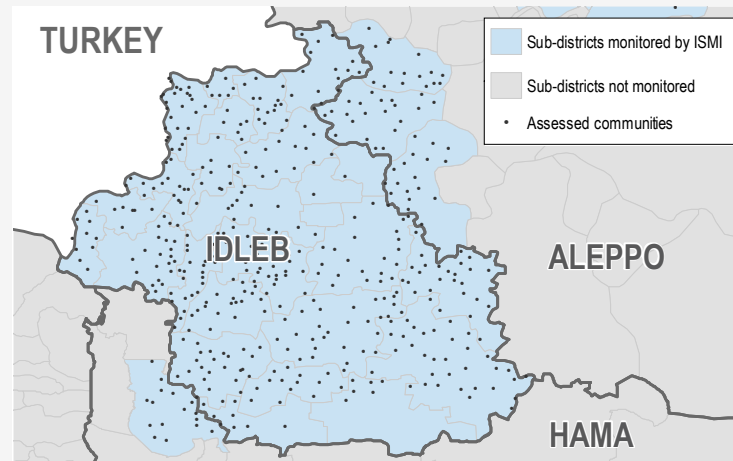 TURKEY
Sub-districts monitored by ISMI
Sub-districts not monitored
Assessed communities
IDLEB
ALEPPO
HAMA